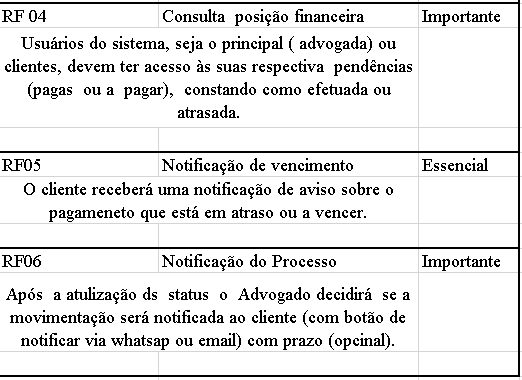 RF 04 Consulta posição financeira Importante
Usuários do sistema, seja o principal ( advogada) ou
clientes, devem ter acesso às suas respectiva pendências
(pagas ou a pagar), constando como efetuada ou
atrasada.
RF05 Notificação de vencimento Essencial
O cliente receberá uma notificação de aviso sobre o
pagameneto que está em atraso ou a vencer.
RF06 Notificação do Processo Importante
Após a atulização ds status o Advogado decidirá se a
movimentação será notificada ao cliente (com botão de
notificar via whatsap ou email) com prazo (opcinal).